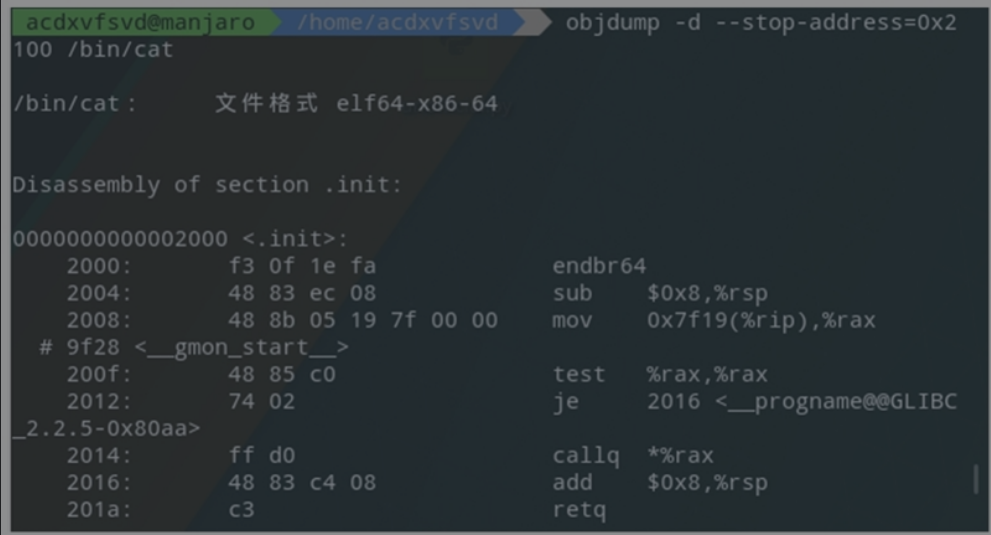 acdxvfsvd@manjaro /home/acdxvfsvd objdump -d --stop-address=0x2
100 /bin/cat
/bin/cat: 文件格式 elf64-x86-64
Disassembly of section .init:
0000000000002000 <.init>:
2000: f3 0f 1e fa endbr64
2004: 48 83 ec 08 sub $0x8,%rsp
2008: 48 8b 05 19 7f 00 00 mov 0x7f19(%rip),%rax
# 9f28 <__gmon_start__>
200f: 48 85 c0 test %rax,%rax
2012: 74 02 je 2016 <__progname@@GLIBC
_2.2.5-0x80aa>
2014: ff d0 callq *%rax
2016: 48 83 c4 08 add $0x8,%rsp
201a: c3 retq